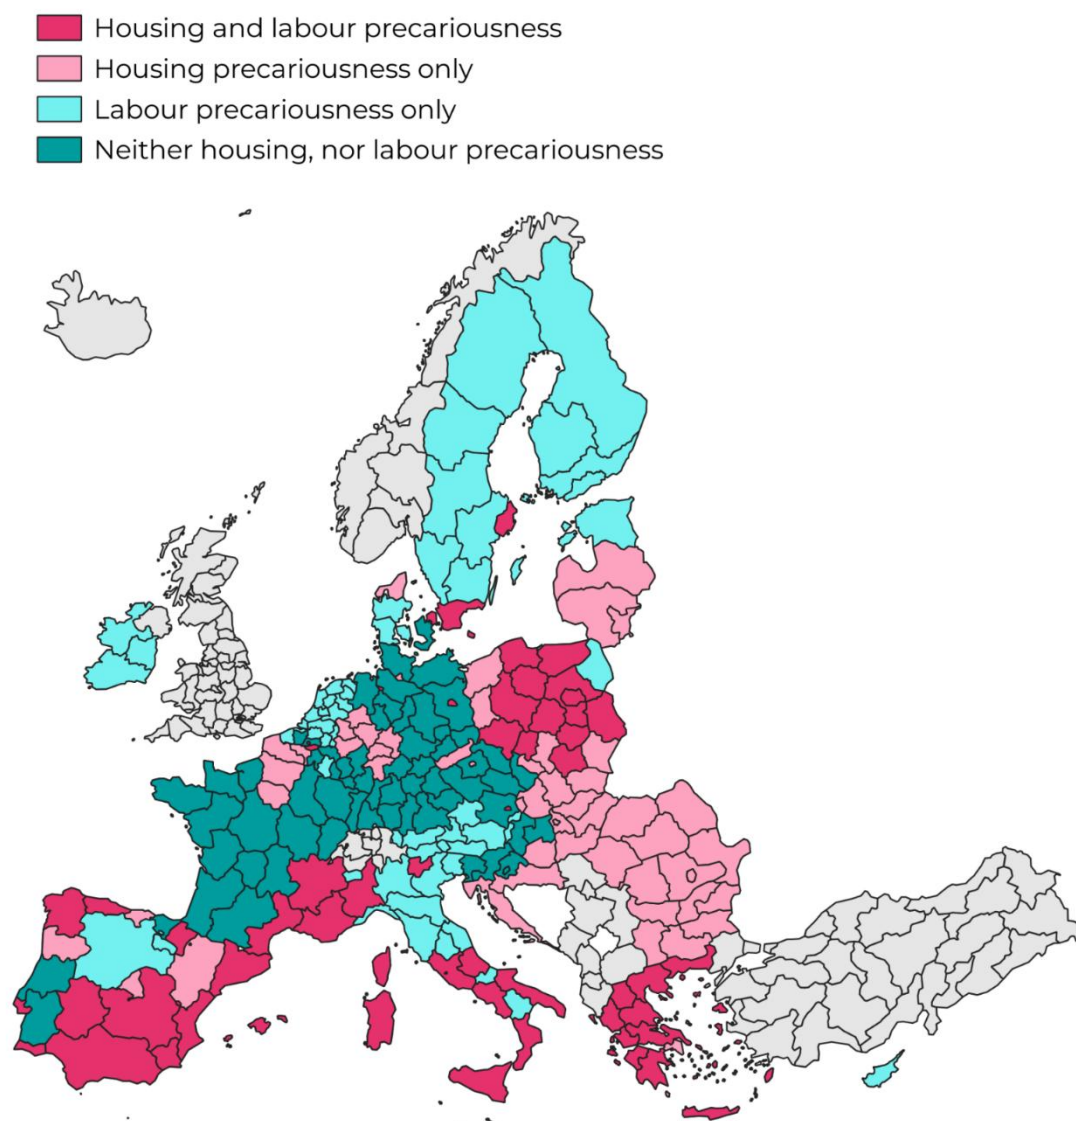 Housing and labour precariousness
Housing precariousness only
Labour precariousness only
Neither housing, nor labour precariousness